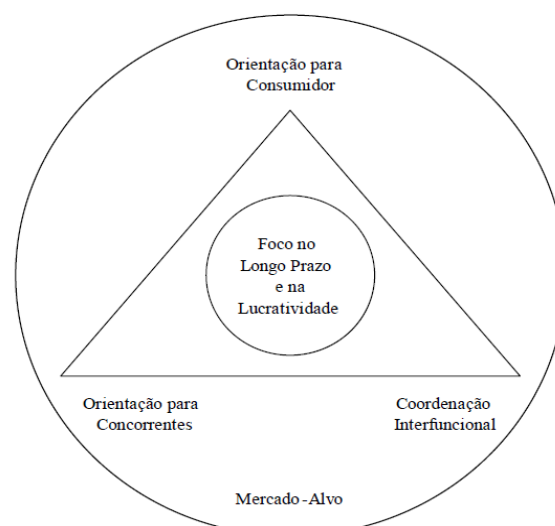 Orientação para
Consumidor
Foco no
Longo Prazo
e na
Lucratividade
Orientação para
Concorrentes
Coordenação
Interfuncional
Mercado-Alvo